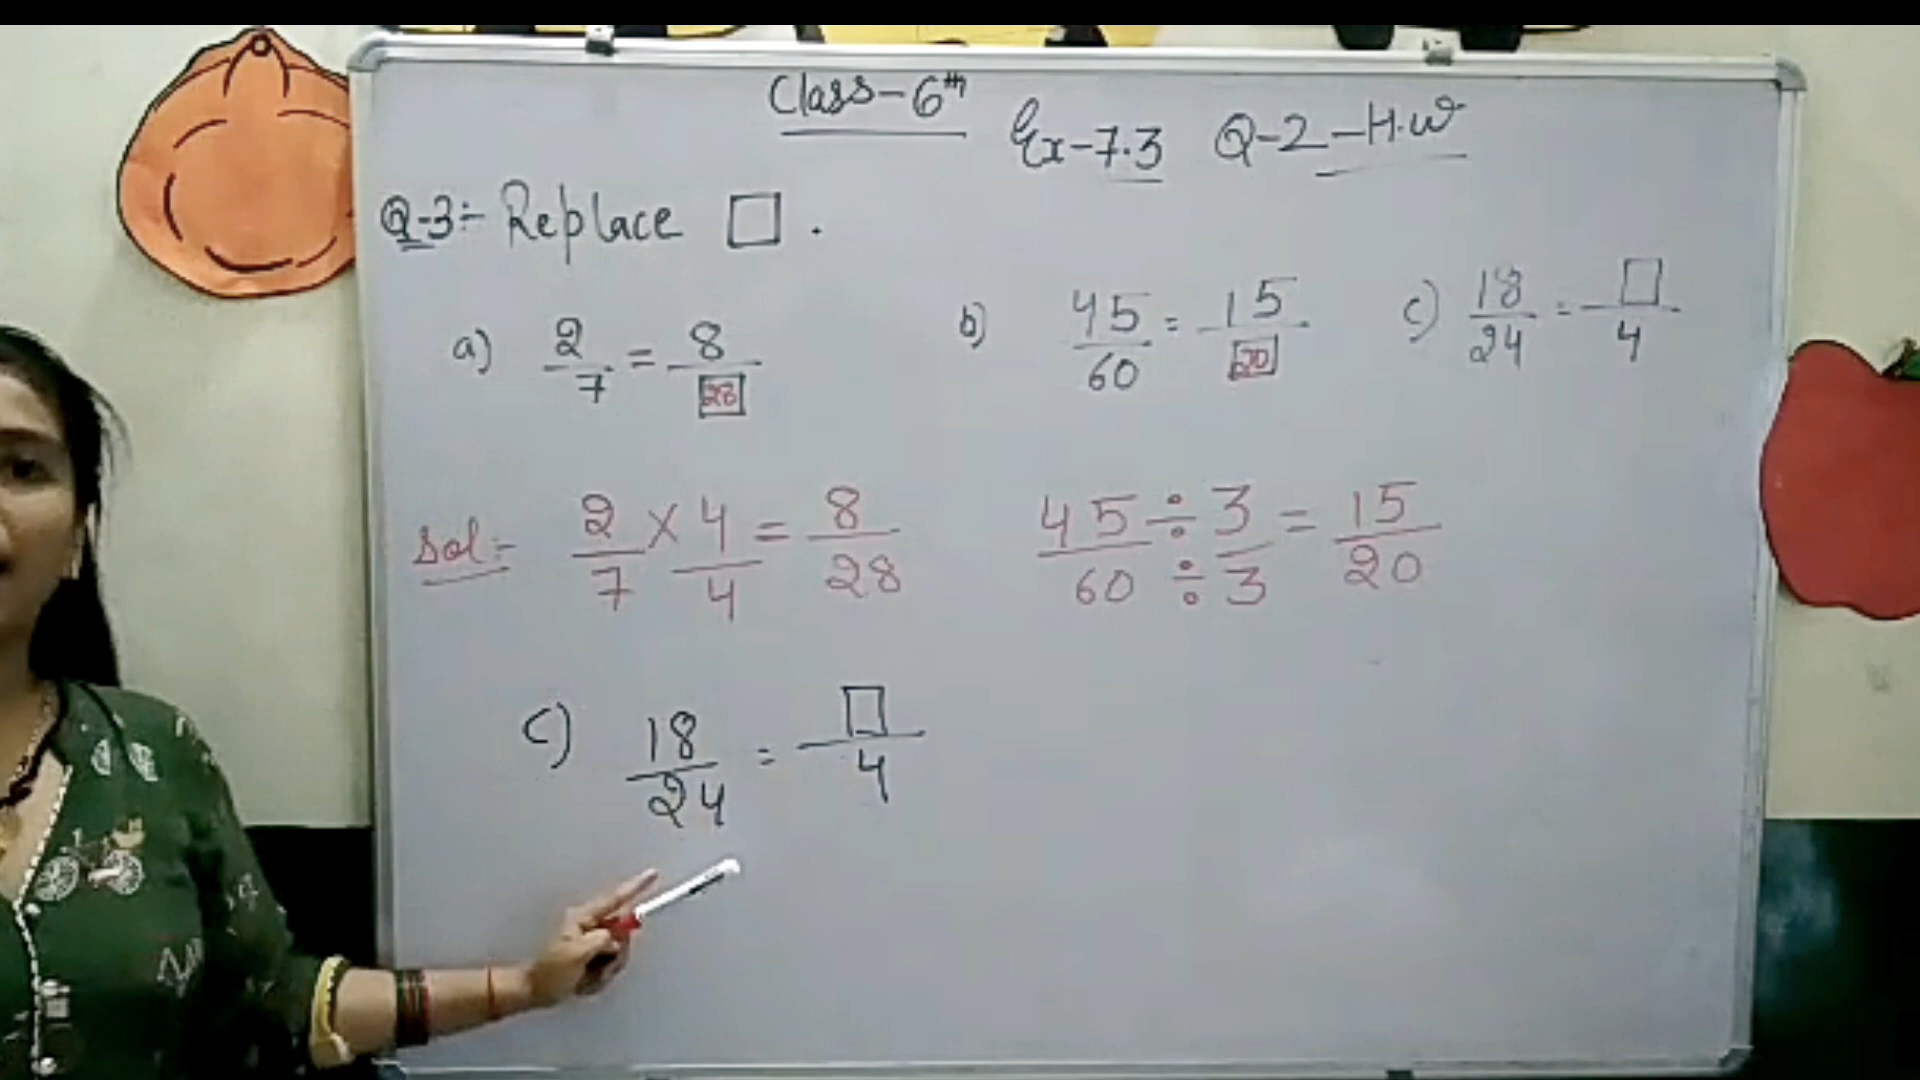 Class-6th
Ex-7.3 Q-2-H.W
Q-3:- Replace □.
a) 2/7 = 8/28 b) 45/60 = 15/20 c) 18/24 = □/4
Sol:- 2/7 × 4/4 = 8/28 45÷3/60÷3 = 15/20
c) 18/24 = □/4